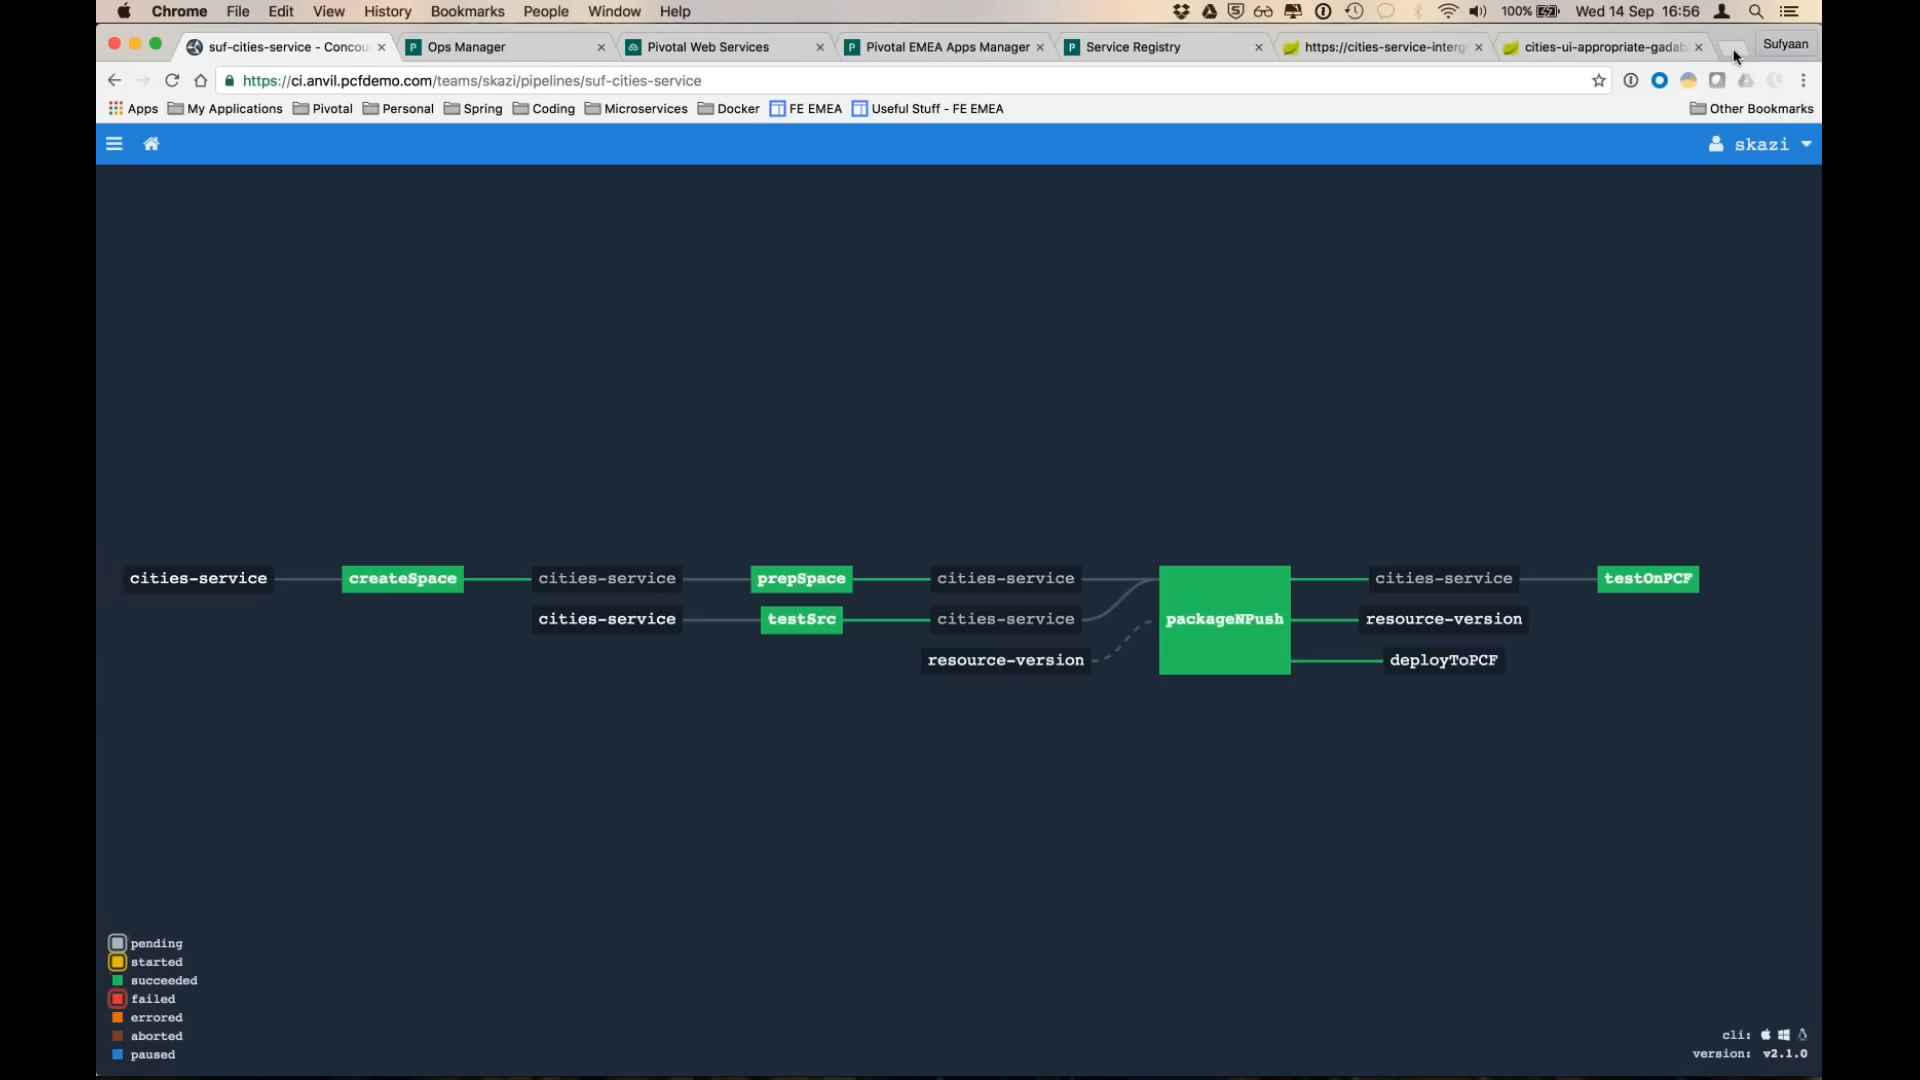 Chrome File Edit View History Bookmarks People Window Help 100% Wed 14 Sep 16:56
suf-cities-service - Concou Ops Manager Pivotal Web Services Pivotal EMEA Apps Manager Service Registry https://cities-service-interg cities-ui-appropriate-gadab Sufyaan
https://ci.anvil.pcfdemo.com/teams/skazi/pipelines/suf-cities-service
Apps My Applications Pivotal Personal Spring Coding Microservices Docker FE EMEA Useful Stuff - FE EMEA Other Bookmarks
skazi
cities-service createSpace cities-service prepSpace cities-service cities-service testOnPCF
cities-service testSrc cities-service packageNPush resource-version
resource-version deployToPCF
pending
started
succeeded
failed
errored
aborted
paused
cli:
version: v2.1.0